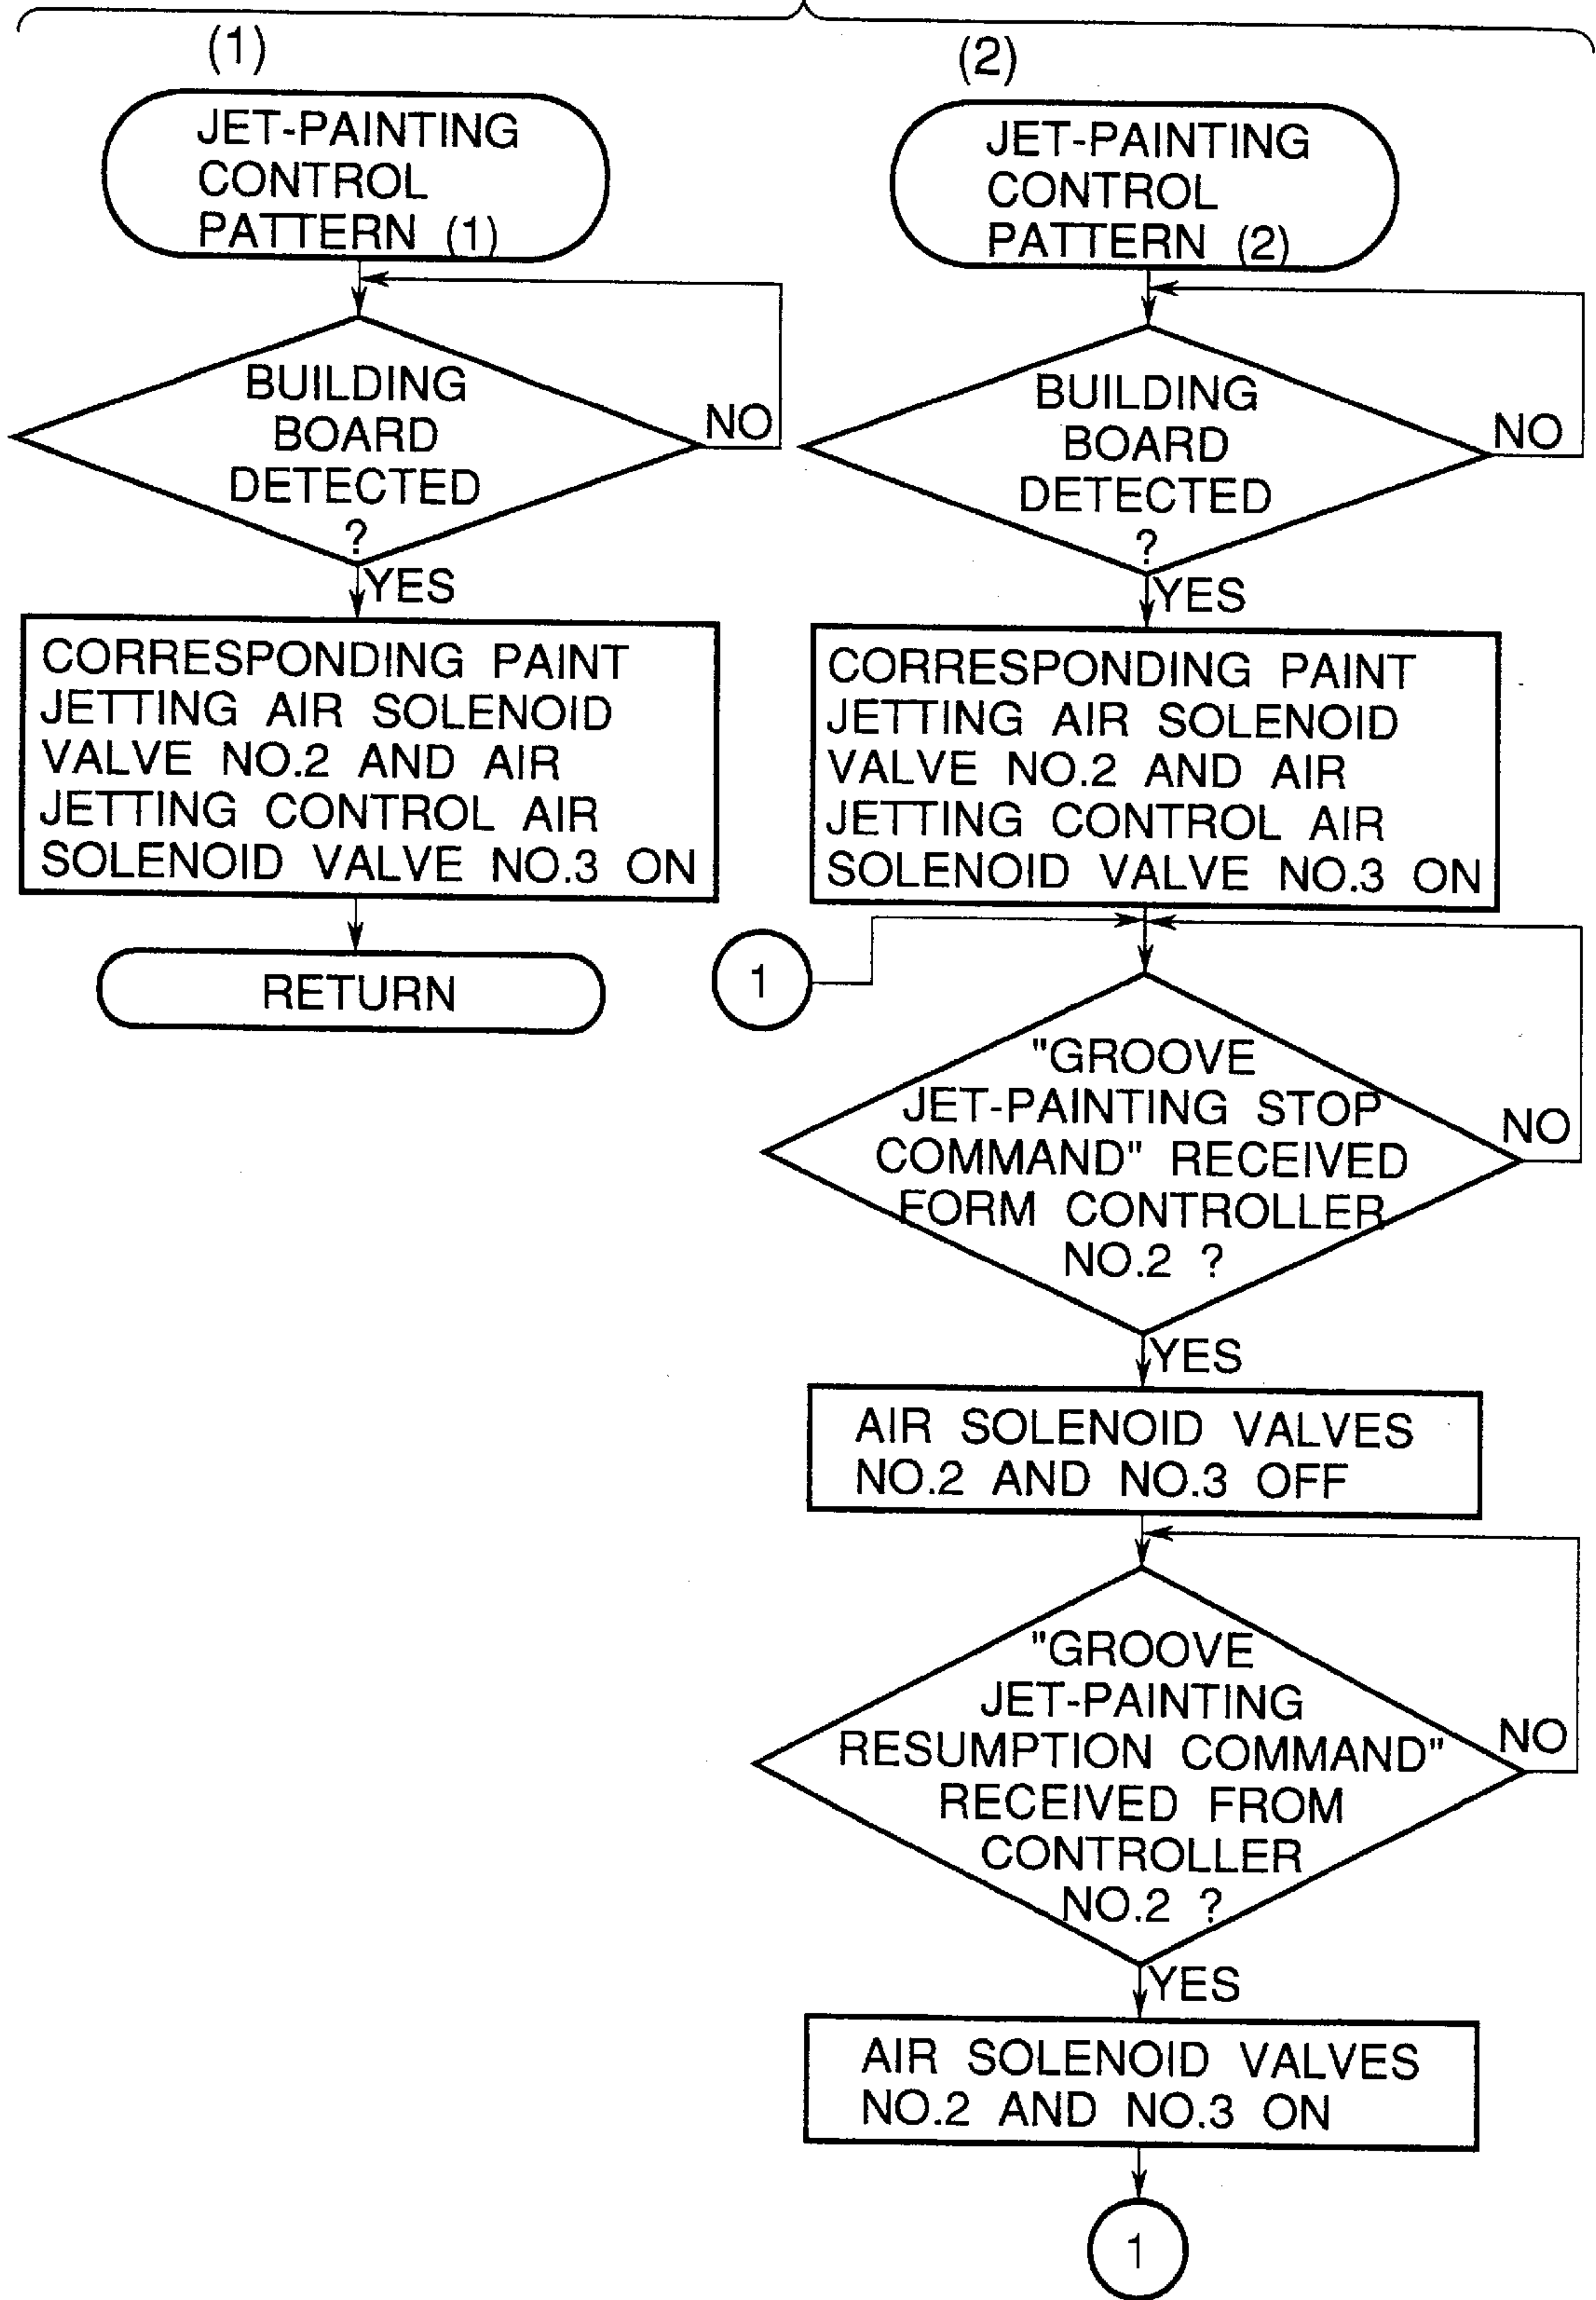 (1)
JET-PAINTING
CONTROL
PATTERN (1)
BUILDING
BOARD
DETECTED
?
NO
YES
CORRESPONDING PAINT
JETTING AIR SOLENOID
VALVE NO.2 AND AIR
JETTING CONTROL AIR
SOLENOID VALVE NO.3 ON
RETURN
(2)
JET-PAINTING
CONTROL
PATTERN (2)
BUILDING
BOARD
DETECTED
?
NO
YES
CORRESPONDING PAINT
JETTING AIR SOLENOID
VALVE NO.2 AND AIR
JETTING CONTROL AIR
SOLENOID VALVE NO.3 ON
1
"GROOVE
JET-PAINTING STOP
COMMAND" RECEIVED
FORM CONTROLLER
NO.2 ?
NO
YES
AIR SOLENOID VALVES
NO.2 AND NO.3 OFF
"GROOVE
JET-PAINTING
RESUMPTION COMMAND"
RECEIVED FROM
CONTROLLER
NO.2 ?
NO
YES
AIR SOLENOID VALVES
NO.2 AND NO.3 ON
1